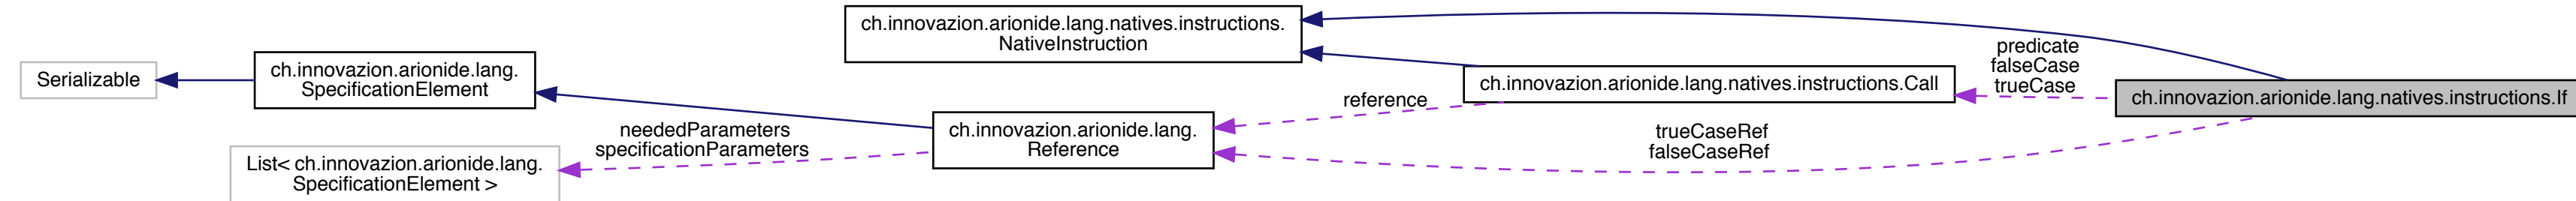 Serializable
ch.innovazion.arionide.lang.
SpecificationElement
List< ch.innovazion.arionide.lang.
SpecificationElement >
neededParameters
specificationParameters
ch.innovazion.arionide.lang.natives.instructions.
NativeInstruction
ch.innovazion.arionide.lang.
Reference
reference
ch.innovazion.arionide.lang.natives.instructions.Call
trueCaseRef
falseCaseRef
predicate
falseCase
trueCase
ch.innovazion.arionide.lang.natives.instructions.If